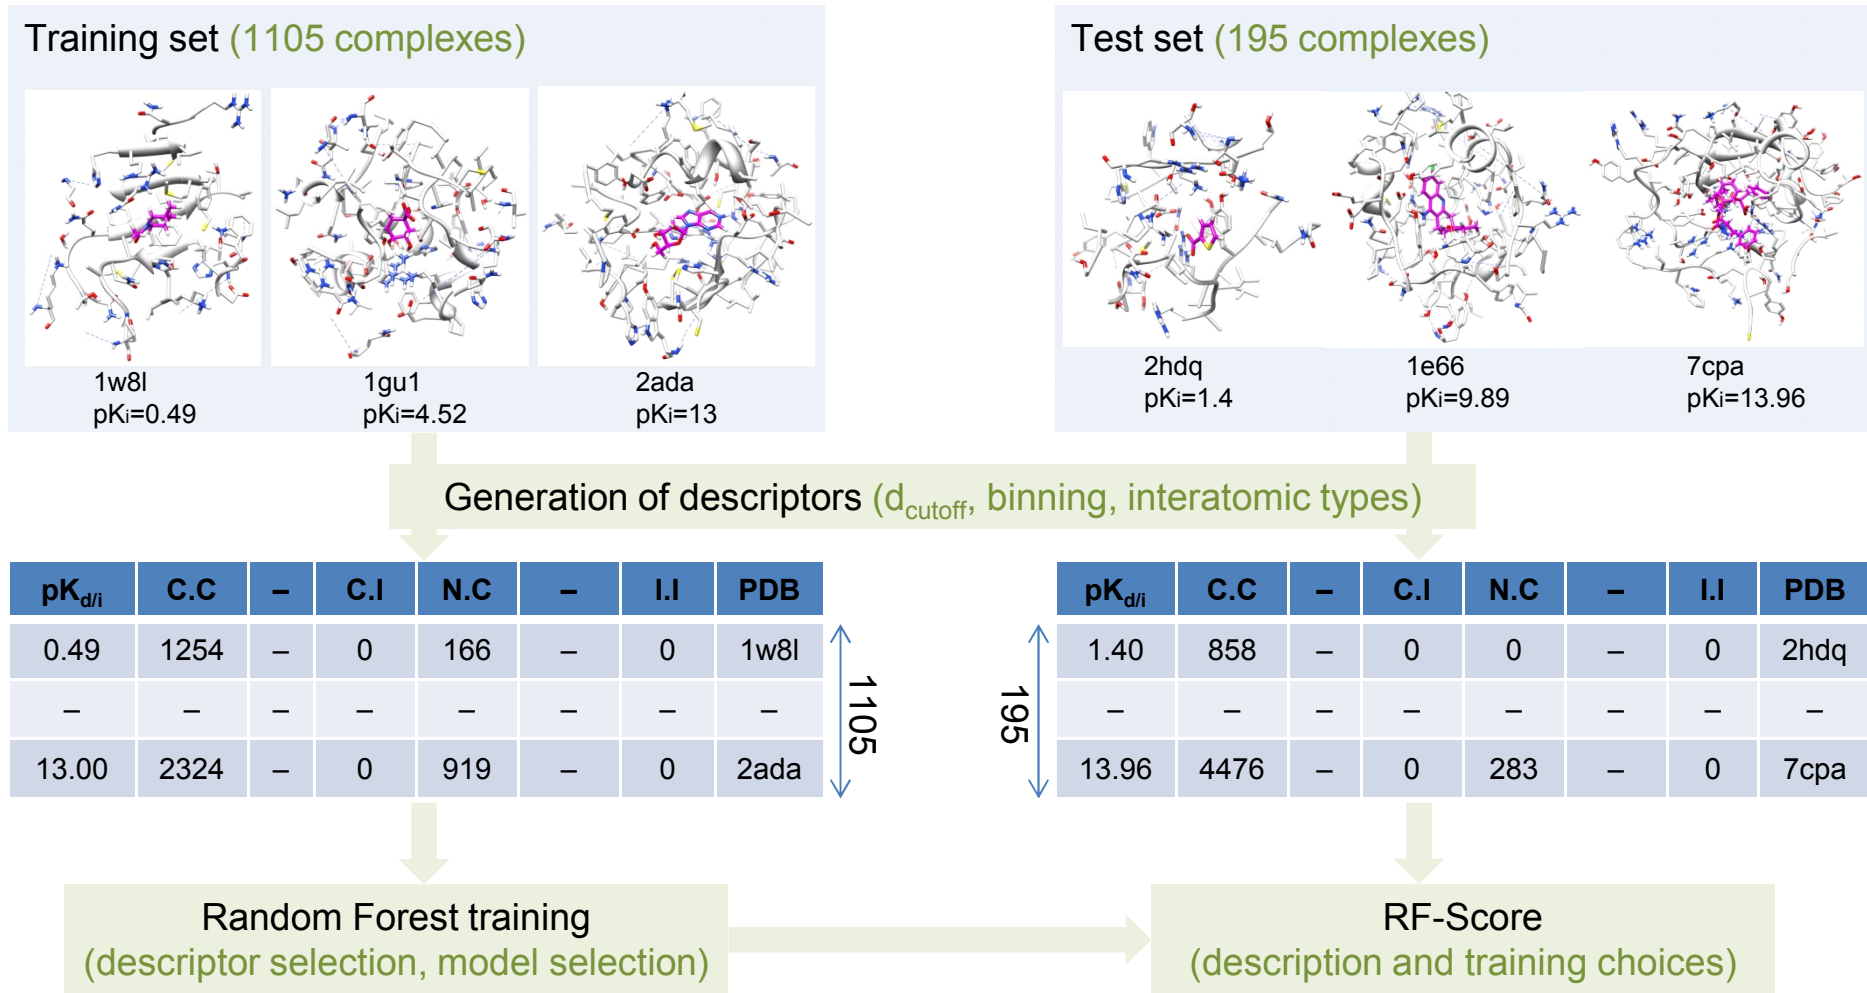 Training set (1105 complexes)
1w8l
pKi=0.49
1gu1
pKi=4.52
2ada
pKi=13
Test set (195 complexes)
2hdq
pKi=1.4
1e66
pKi=9.89
7cpa
pKi=13.96
Generation of descriptors (dcutoff, binning, interatomic types)
pKd/i C.C – C.I N.C – I.I PDB
0.49 1254 – 0 166 – 0 1w8l
– – – – – – – –
13.00 2324 – 0 919 – 0 2ada
1105
pKd/i C.C – C.I N.C – I.I PDB
1.40 858 – 0 0 – 0 2hdq
– – – – – – – –
13.96 4476 – 0 283 – 0 7cpa
195
Random Forest training
(descriptor selection, model selection)
RF-Score
(description and training choices)